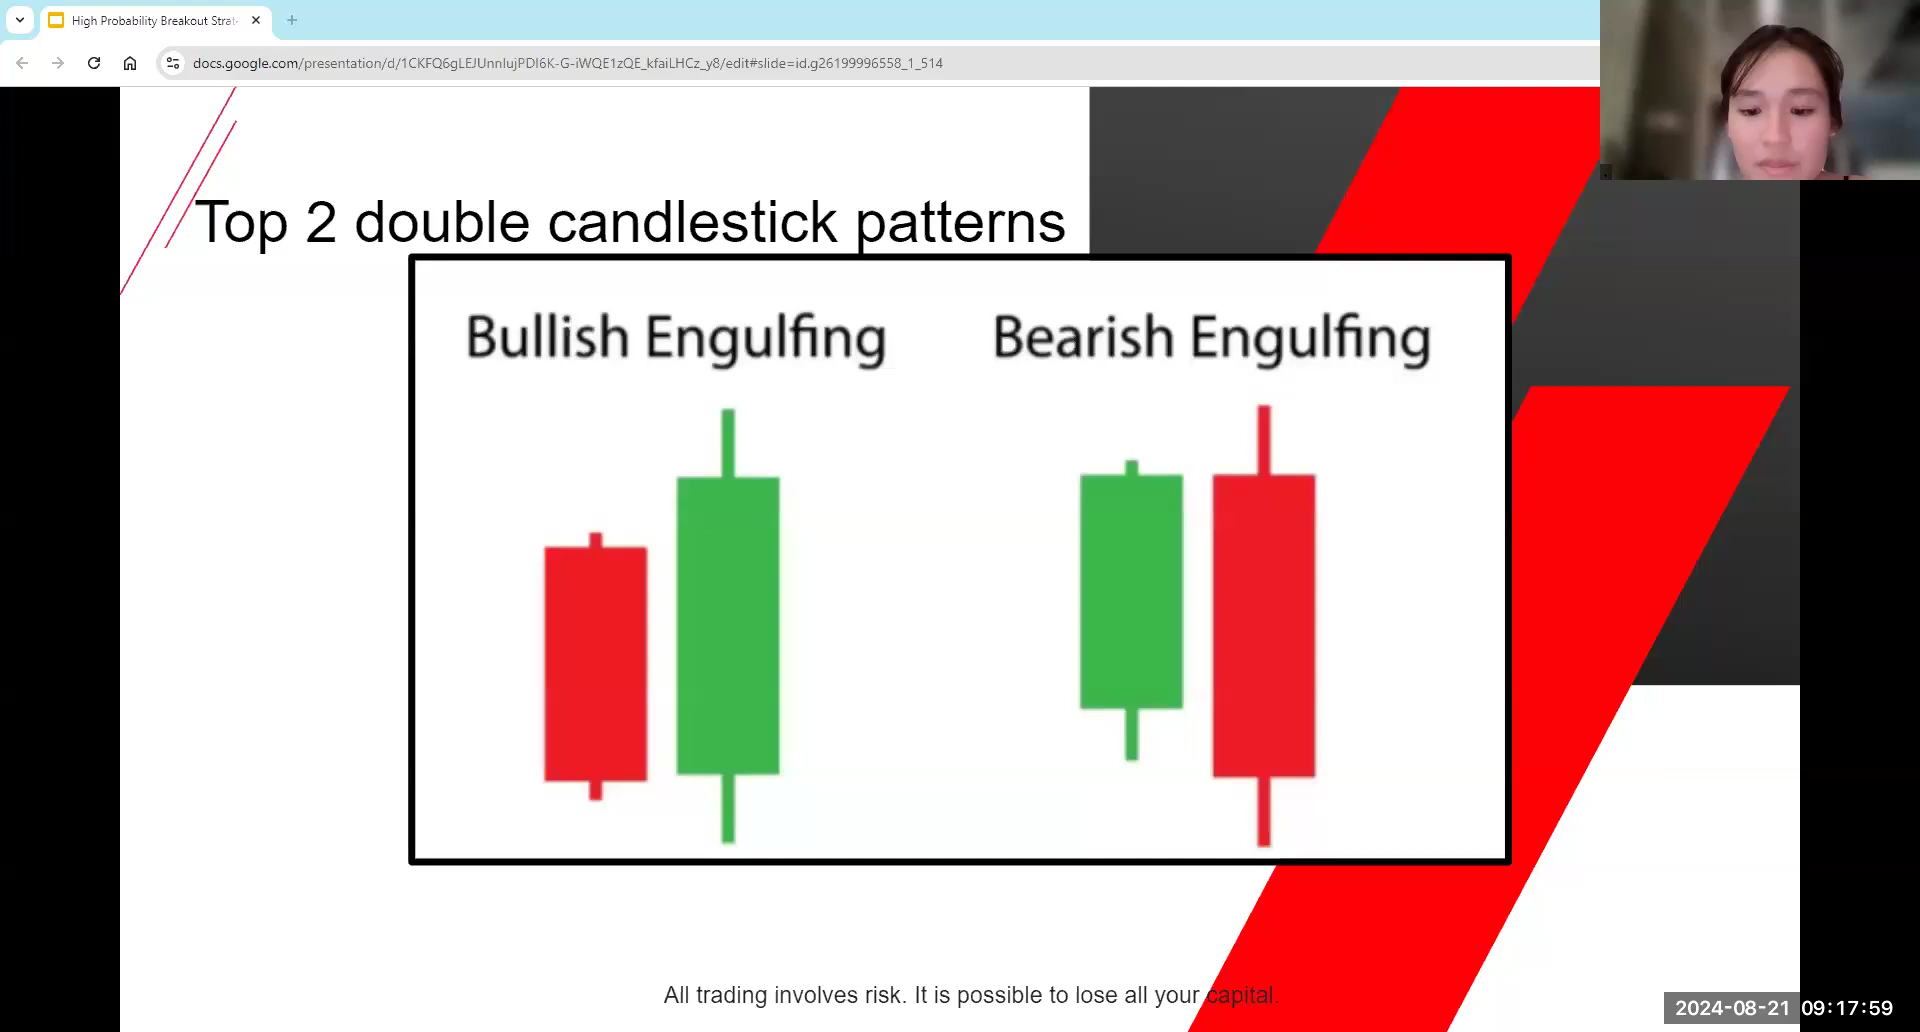 High Probability Breakout Strat
docs.google.com/presentation/d/1CKFQ6gLEJUnnlujPDI6K-G-iWQE1zQE_kfaiLHCz_y8/edit#slide=id.g26199996558_1_514
Top 2 double candlestick patterns
Bullish Engulfing
Bearish Engulfing
All trading involves risk. It is possible to lose all your capital.
2024-08-21 09:17:59